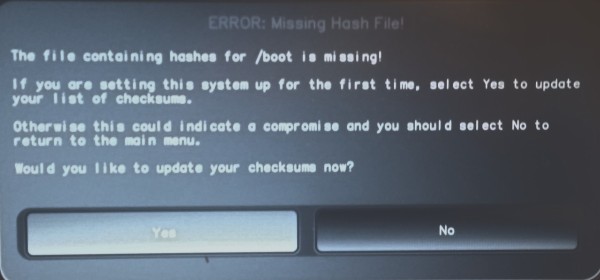 ERROR: Missing Hash File!
The file containing hashes for /boot is missing!
If you are setting this system up for the first time, select Yes to update
your list of checksums.
Otherwise this could indicate a compromise and you should select No to
return to the main menu.
Would you like to update your checksums now?
Yes
No